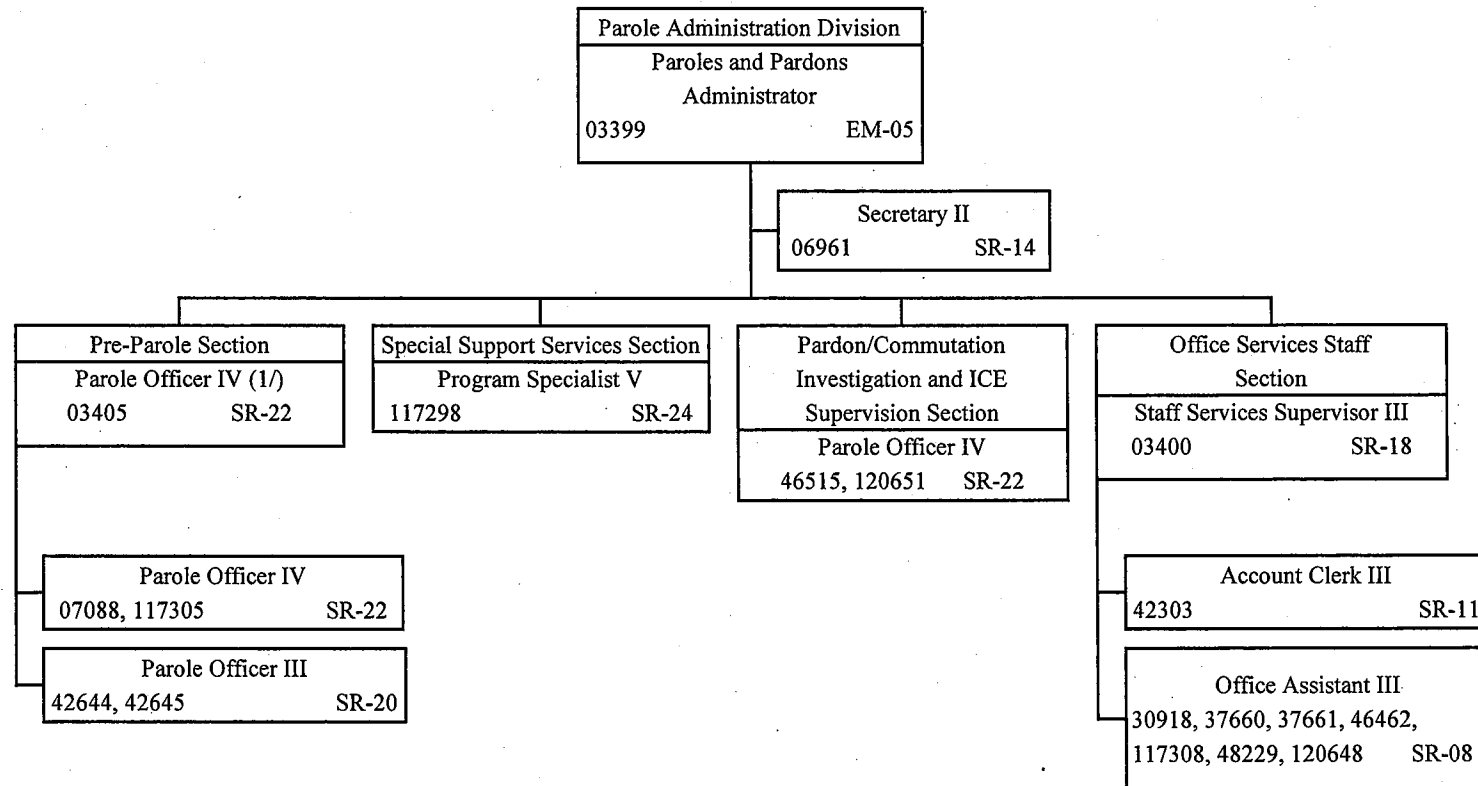 Parole Administration Division
Paroles and Pardons
Administrator
03399 EM-05
Secretary II
06961 SR-14
Pre-Parole Section
Parole Officer IV (1/)
03405 SR-22
Special Support Services Section
Program Specialist V
117298 SR-24
Pardon/Commutation
Investigation and ICE
Supervision Section
Parole Officer IV
46515, 120651 SR-22
Office Services Staff
Section
Staff Services Supervisor III
03400 SR-18
Parole Officer IV
07088, 117305 SR-22
Parole Officer III
42644, 42645 SR-20
Account Clerk III
42303 SR-11
Office Assistant III
30918, 37660, 37661, 46462,
117308, 48229, 120648 SR-08